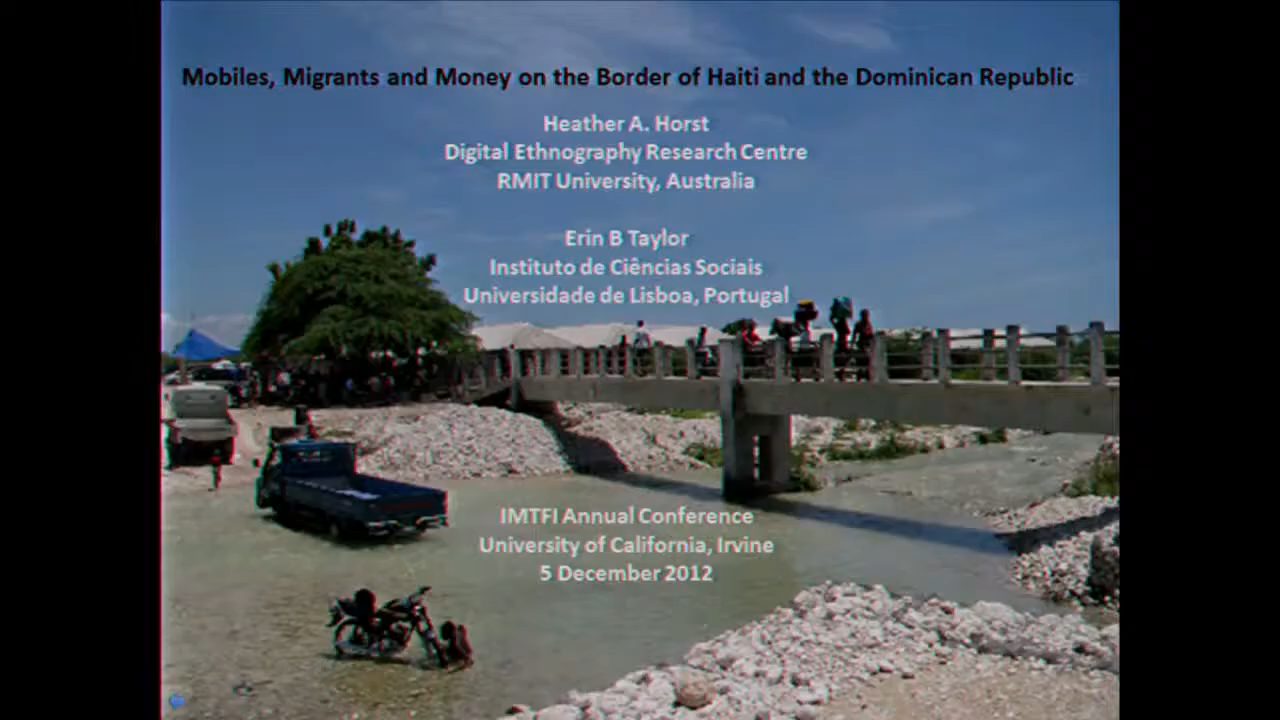 Mobiles, Migrants and Money on the Border of Haiti and the Dominican Republic
Heather A. Horst
Digital Ethnography Research Centre
RMIT University, Australia
Erin B Taylor
Instituto de Ciências Sociais
Universidade de Lisboa, Portugal
IMTFI Annual Conference
University of California, Irvine
5 December 2012